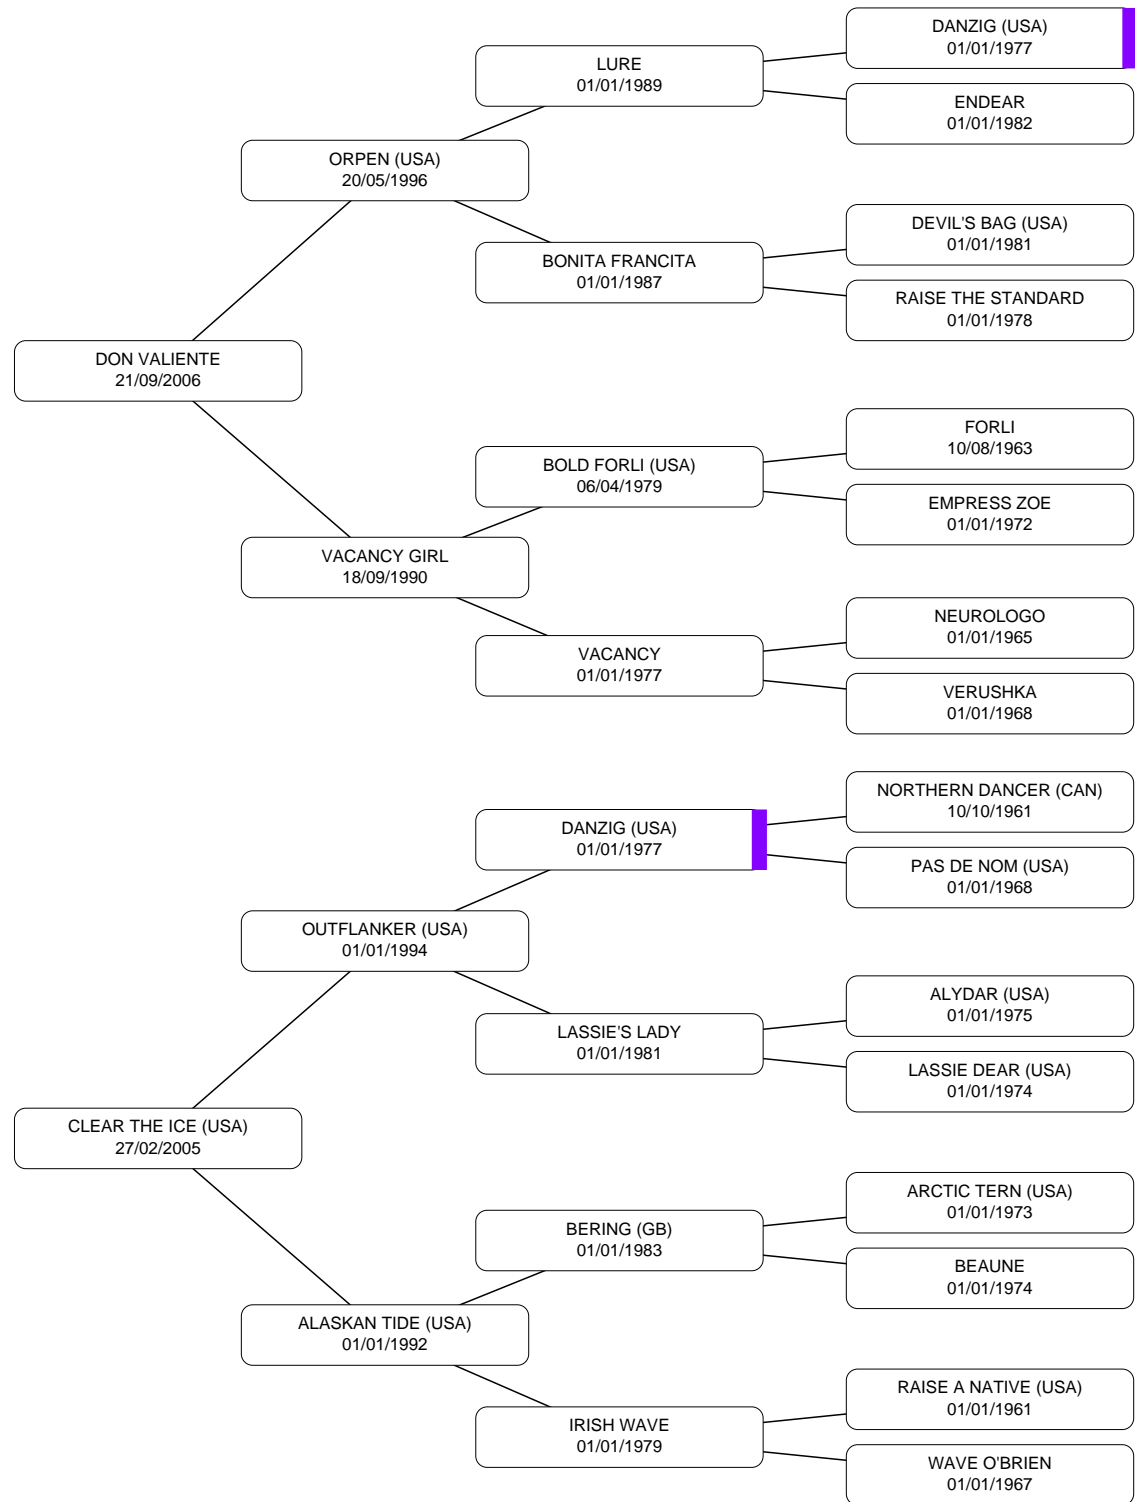 DANZIG (USA)
01/01/1977
LURE
01/01/1989
ENDEAR
01/01/1982
ORPEN (USA)
20/05/1996
DEVIL'S BAG (USA)
01/01/1981
BONITA FRANCITA
01/01/1987
RAISE THE STANDARD
01/01/1978
DON VALIENTE
21/09/2006
FORLI
10/08/1963
BOLD FORLI (USA)
06/04/1979
EMPRESS ZOE
01/01/1972
VACANCY GIRL
18/09/1990
NEUROLOGO
01/01/1965
VACANCY
01/01/1977
VERUSHKA
01/01/1968
NORTHERN DANCER (CAN)
10/10/1961
DANZIG (USA)
01/01/1977
PAS DE NOM (USA)
01/01/1968
OUTFLANKER (USA)
01/01/1994
ALYDAR (USA)
01/01/1975
LASSIE'S LADY
01/01/1981
LASSIE DEAR (USA)
01/01/1974
CLEAR THE ICE (USA)
27/02/2005
ARCTIC TERN (USA)
01/01/1973
BERING (GB)
01/01/1983
BEAUNE
01/01/1974
ALASKAN TIDE (USA)
01/01/1992
RAISE A NATIVE (USA)
01/01/1961
IRISH WAVE
01/01/1979
WAVE O'BRIEN
01/01/1967